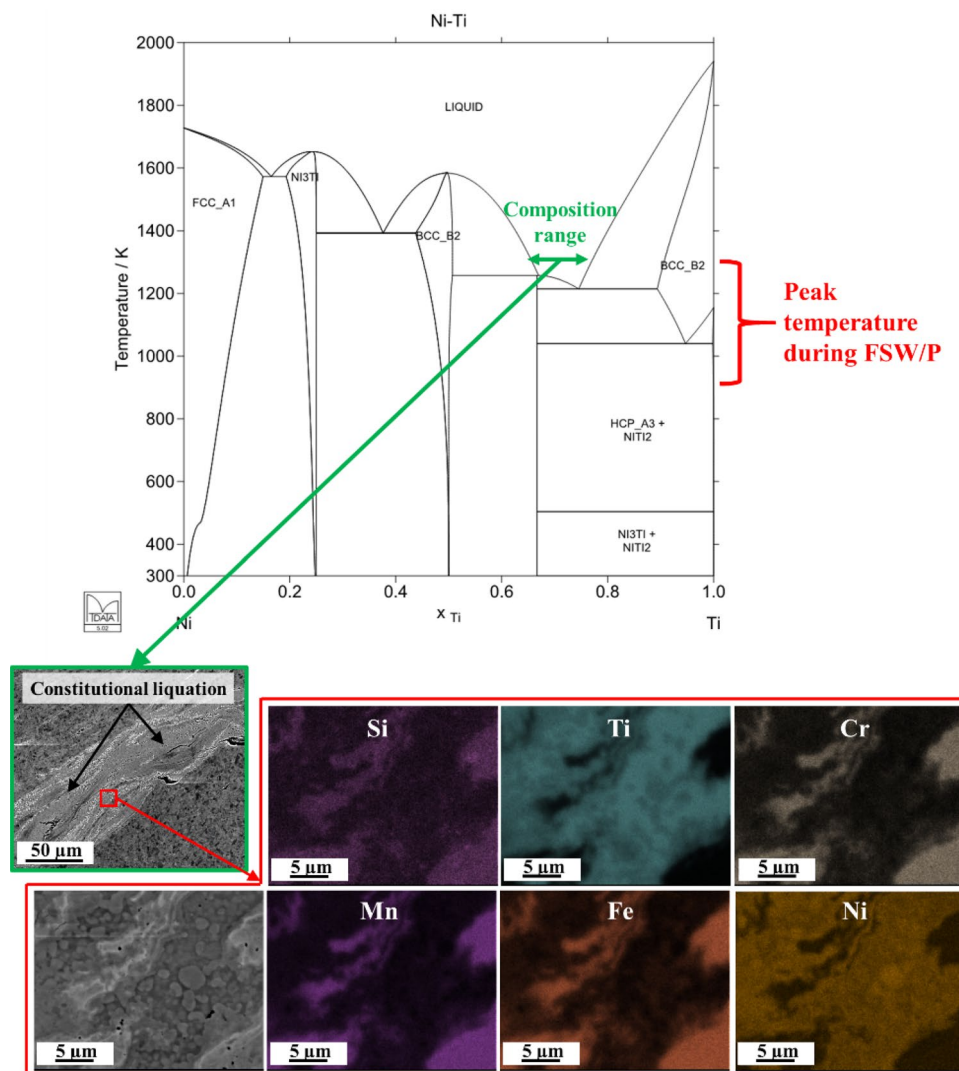 Ni-Ti
2000
1800
1600
1400
1200
1000
800
600
400
300
Temperature / K
LIQUID
NI3TI
FCC_A1
BCC_B2
Composition
range
BCC_B2
HCP_A3 +
NITI2
NI3TI +
NITI2
0.0
0.2
0.4
0.6
0.8
1.0
Ni
x Ti
Ti
MTDATA
5.02
Peak
temperature
during FSW/P
Constitutional liquation
50 µm
Si
5 µm
Ti
5 µm
Cr
5 µm
5 µm
Mn
5 µm
Fe
5 µm
Ni
5 µm